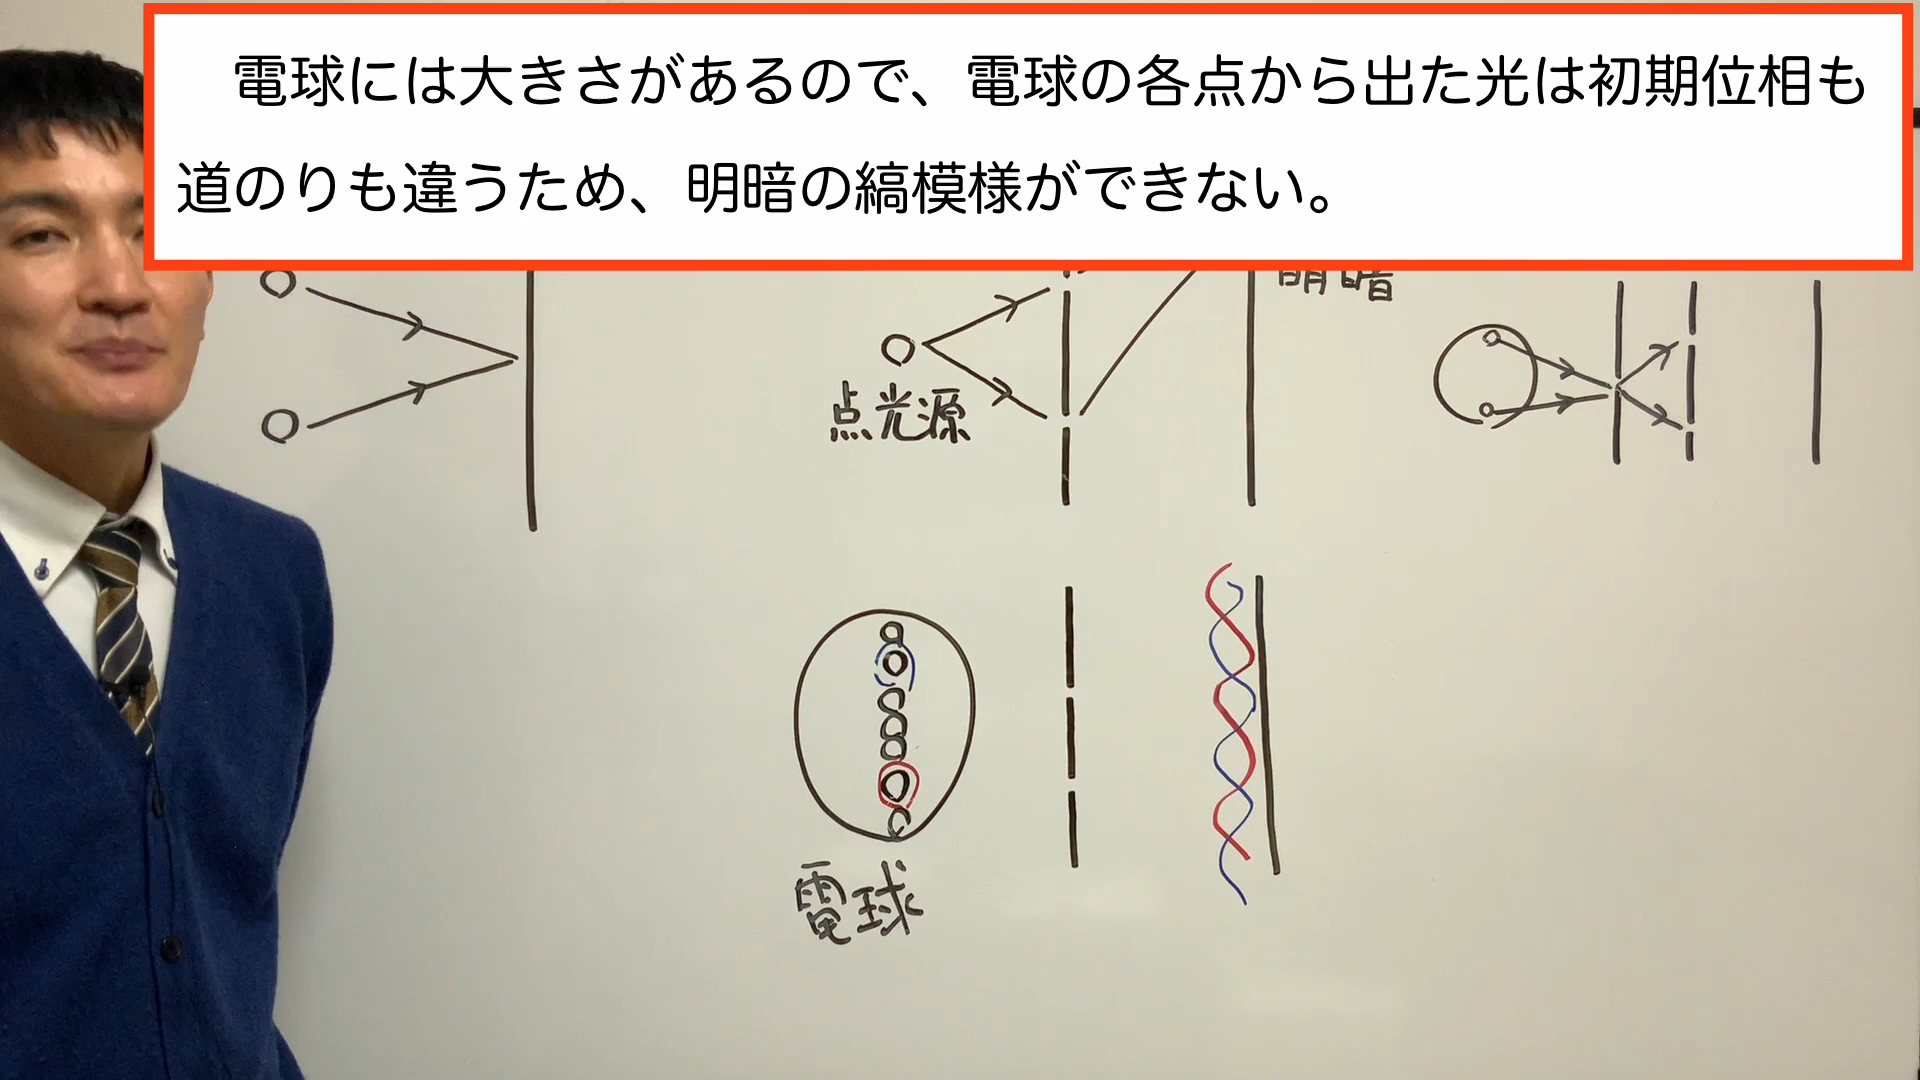 電球には大きさがあるので、電球の各点から出た光は初期位相も
道のりも違うため、明暗の縞模様ができない。
明暗
点光源
電球